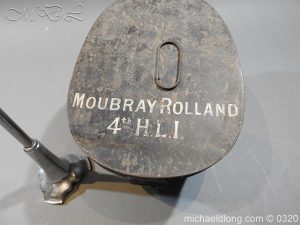 MDL
MOUBRAY ROLLAND
4th H.L.I.
michaeldlong.com © 0320